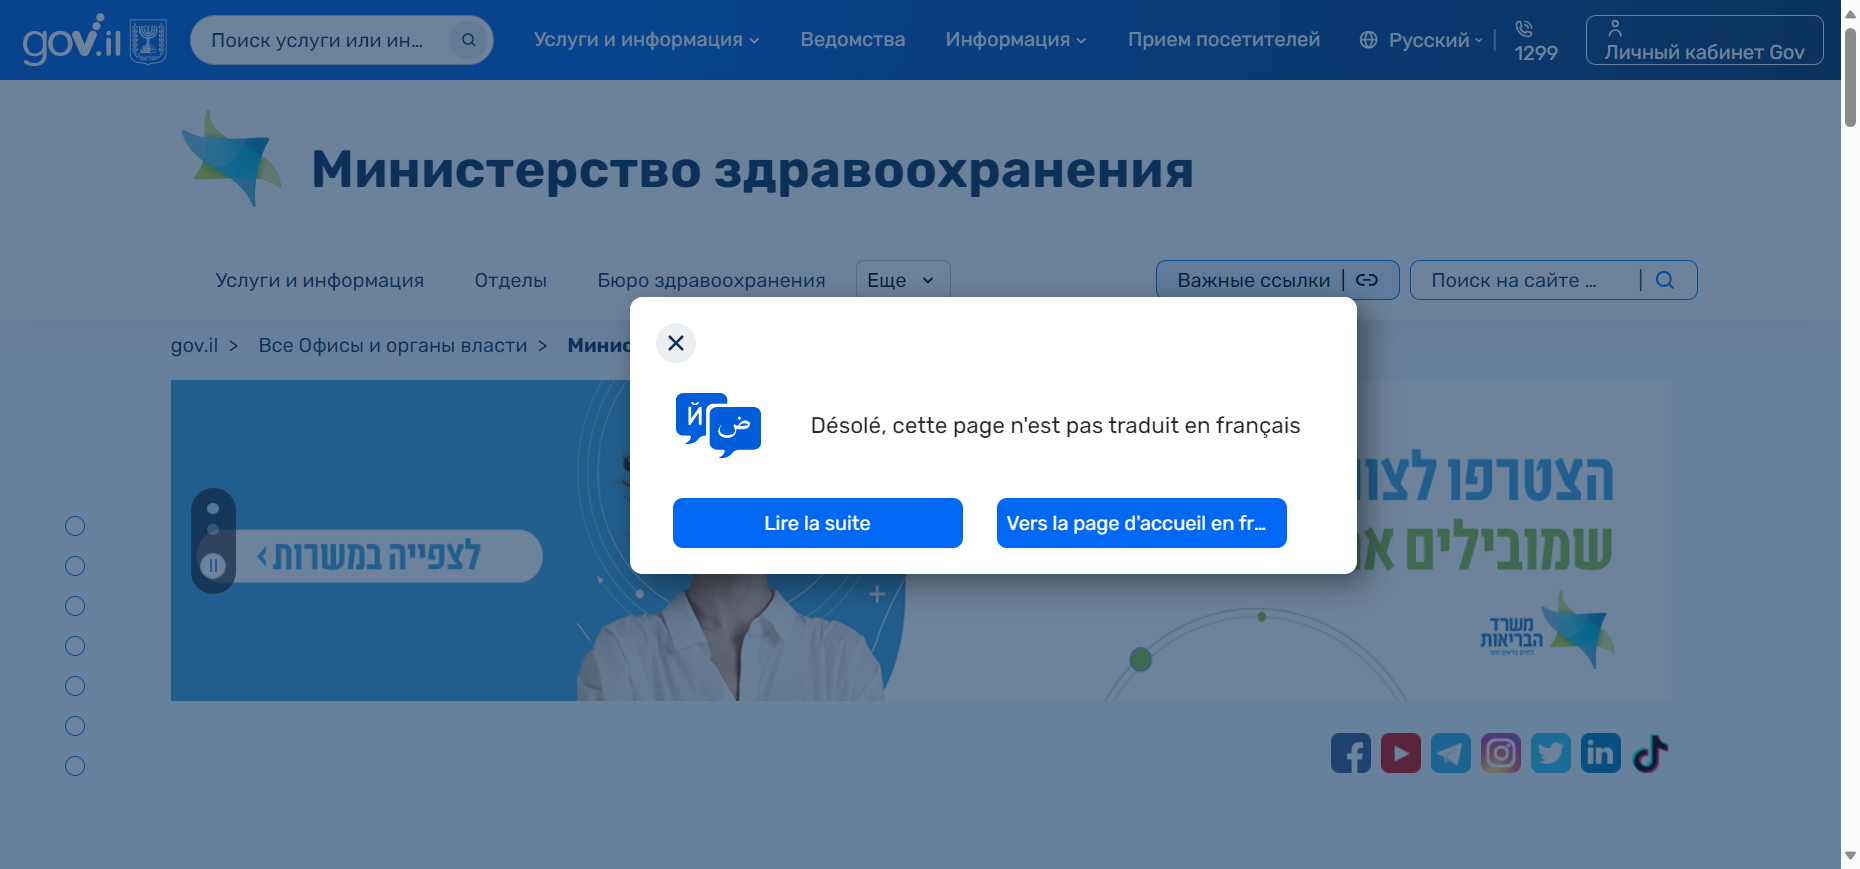 gov.il
Поиск услуги или ин...
Услуги и информация
Ведомства
Информация
Прием посетителей
Русский
1299
Личный кабинет Gov
Министерство здравоохранения
Услуги и информация
Отделы
Бюро здравоохранения
Еще
Важные ссылки
Поиск на сайте ...
gov.il > Все Офисы и органы власти >
Désolé, cette page n'est pas traduit en français
Lire la suite
Vers la page d'accueil en fr...
הצטרפו
שמובילים
לצפייה במשרות
משרד
הבריאות